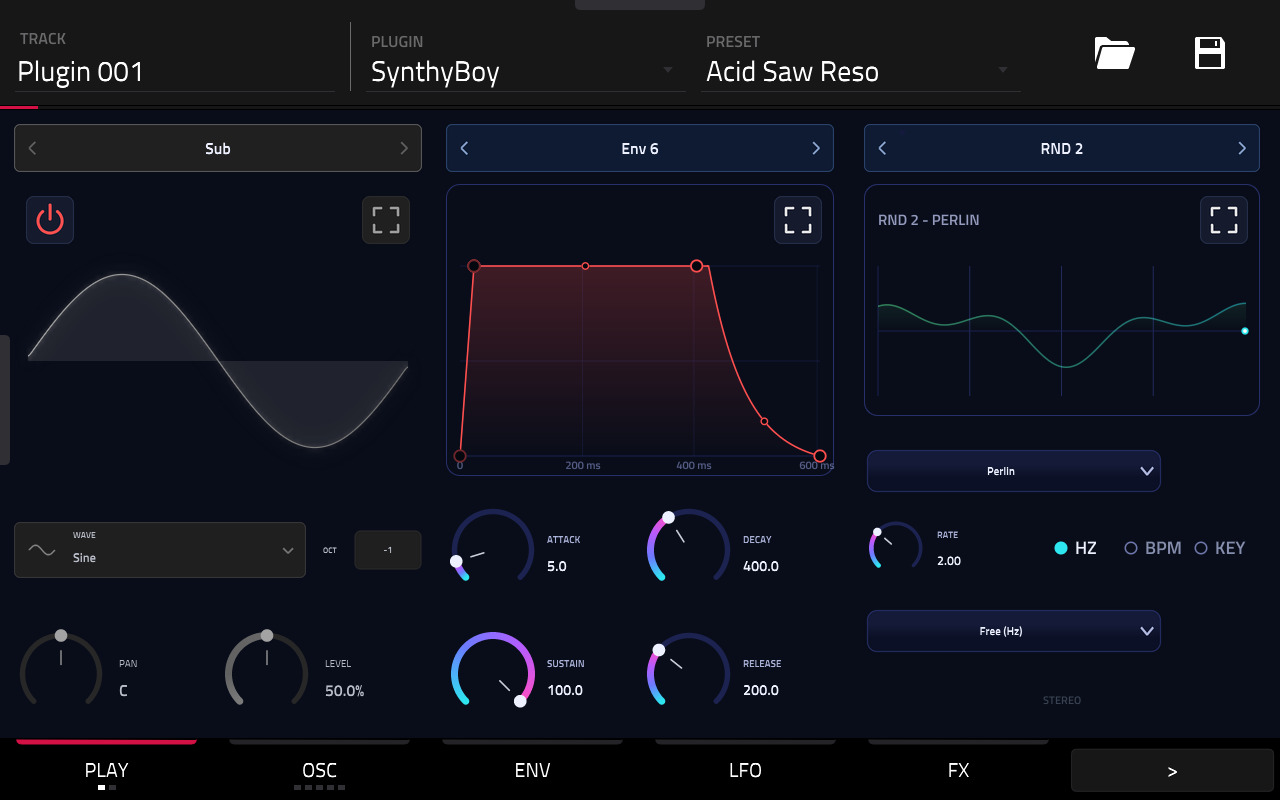 TRACK
Plugin 001
PLUGIN
SynthyBoy
PRESET
Acid Saw Reso
Sub
Env 6
RND 2
RND 2 - PERLIN
0
200 ms
400 ms
600 ms
Perlin
WAVE
Sine
OCT
-1
ATTACK
5.0
DECAY
400.0
RATE
2.00
HZ
BPM
KEY
Free (Hz)
PAN
C
LEVEL
50.0%
SUSTAIN
100.0
RELEASE
200.0
STEREO
PLAY
OSC
ENV
LFO
FX
>